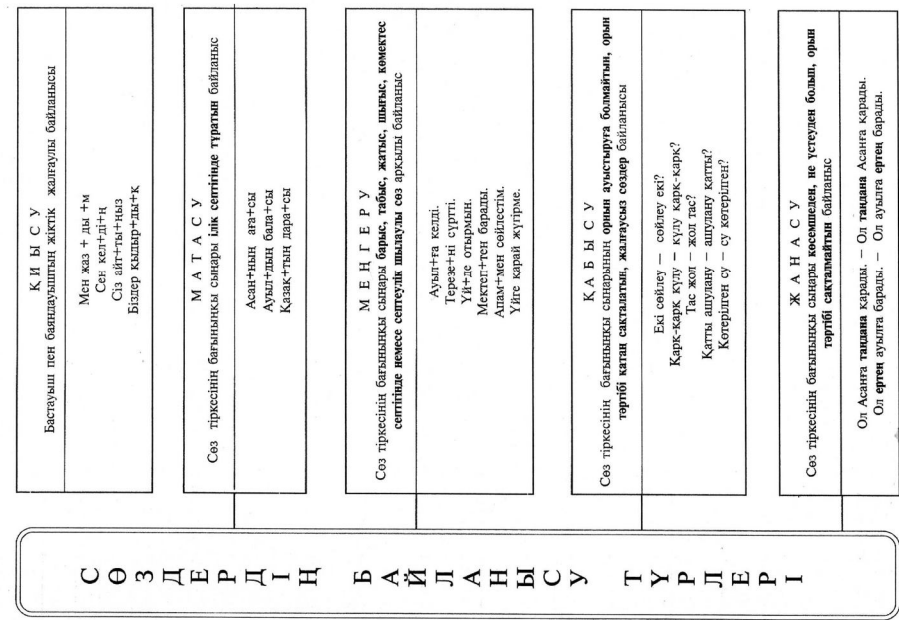 СӨЗДЕРДІҢ БАЙЛАНЫСУ ТҮРЛЕРІ
ҚИЫСУ
Бастауыш пен баяндауыштың жіктік жалғаулы байланысы
Мен жаз + ды +м
Сен кел+ді+ң
Сіз айт+ты+ңыз
Біздер қыдыр+ды+қ
МАТАСУ
Сөз тіркесінің бағыныңқы сыңары ілік септігінде тұратын байланыс
Асан+ның аға+сы
Ауыл+дың бала+сы
Қазақ+тың дара+сы
МЕҢГЕРУ
Сөз тіркесінің бағыныңқы сыңары барыс, табыс, жатыс, шығыс, көмектес
септігінде немесе септеулік шылаулы сөз арқылы байланыс
Ауыл+ға келді.
Терезе+ні сүртті.
Үй+де отырмын.
Мектеп+тен барады.
Апам+мен сөйлестім.
Үйге қарай жүгірме.
ҚАБЫСУ
Сөз тіркесінің бағыныңқы сыңарының орнын ауыстыруға болмайтын, орын
тәртібі қатаң сақталатын, жалғаусыз сөздер байланысы
Екі сөйлеу — сөйлеу екі?
Қарқ-қарқ күлу — күлу қарқ-қарқ?
Тас жол — жол тас?
Қатты ашулану — ашулану қатты?
Көтерілген су — су көтерілген?
ЖАНАСУ
Сөз тіркесінің бағыныңқы сыңары көсемшеден, не үстеуден болып, орын
тәртібі сақталмайтын байланыс
Ол Асанға таңдана қарады. — Ол таңдана Асанға қарады.
Ол ертең ауылға барады. — Ол ауылға ертең барады.